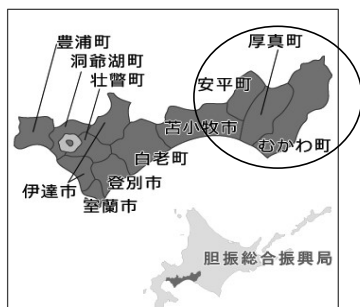 豊浦町
洞爺湖町
壮瞥町
厚真町
安平町
苫小牧市
むかわ町
白老町
登別市
伊達市
室蘭市
胆振総合振興局